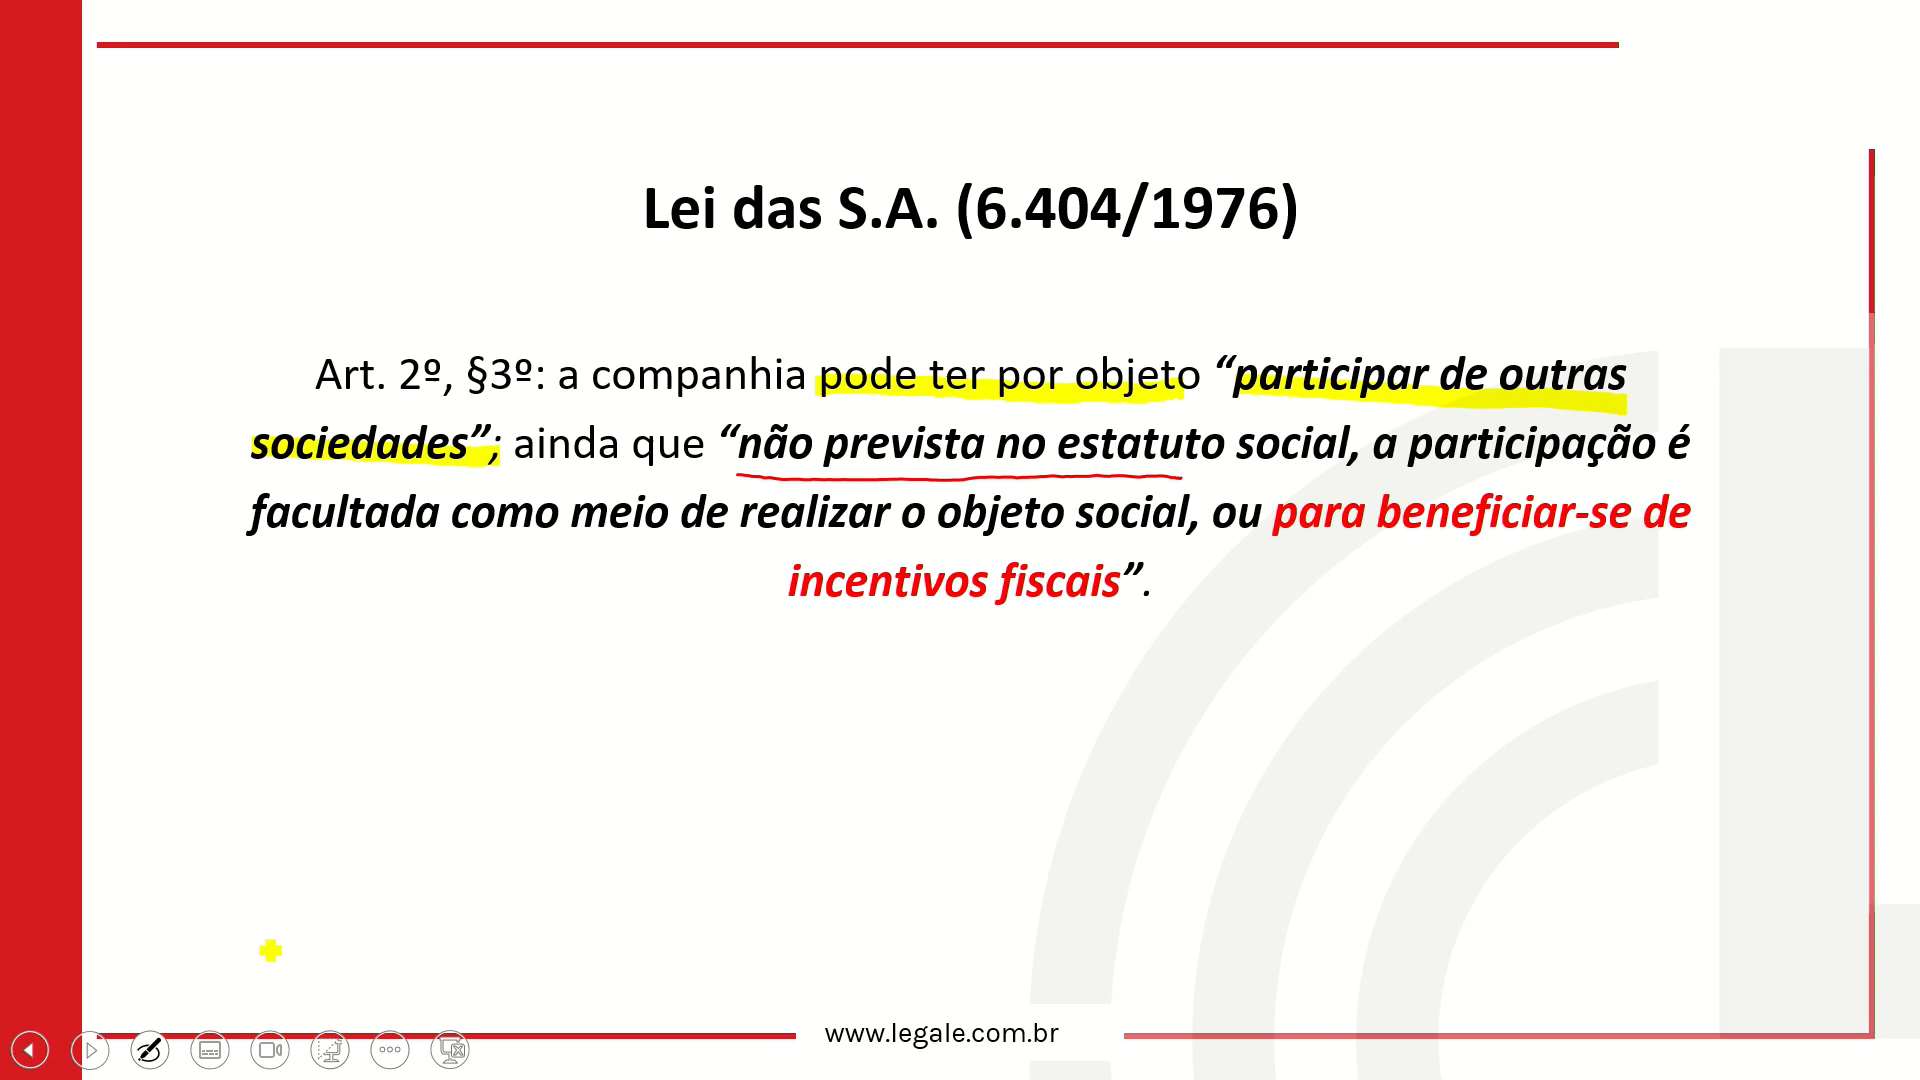 Lei das S.A. (6.404/1976)
Art. 2º, §3º: a companhia pode ter por objeto “participar de outras
sociedades”; ainda que “não prevista no estatuto social, a participação é
facultada como meio de realizar o objeto social, ou para beneficiar-se de
incentivos fiscais”.
www.legale.com.br